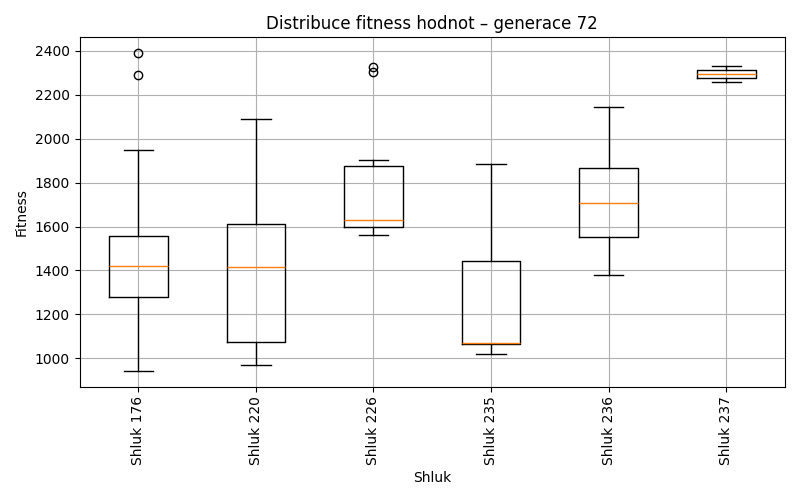 Distribuce fitness hodnot – generace 72
2400
2200
2000
1800
1600
1400
1200
1000
Fitness
Shluk 176
Shluk 220
Shluk 226
Shluk 235
Shluk 236
Shluk 237
Shluk